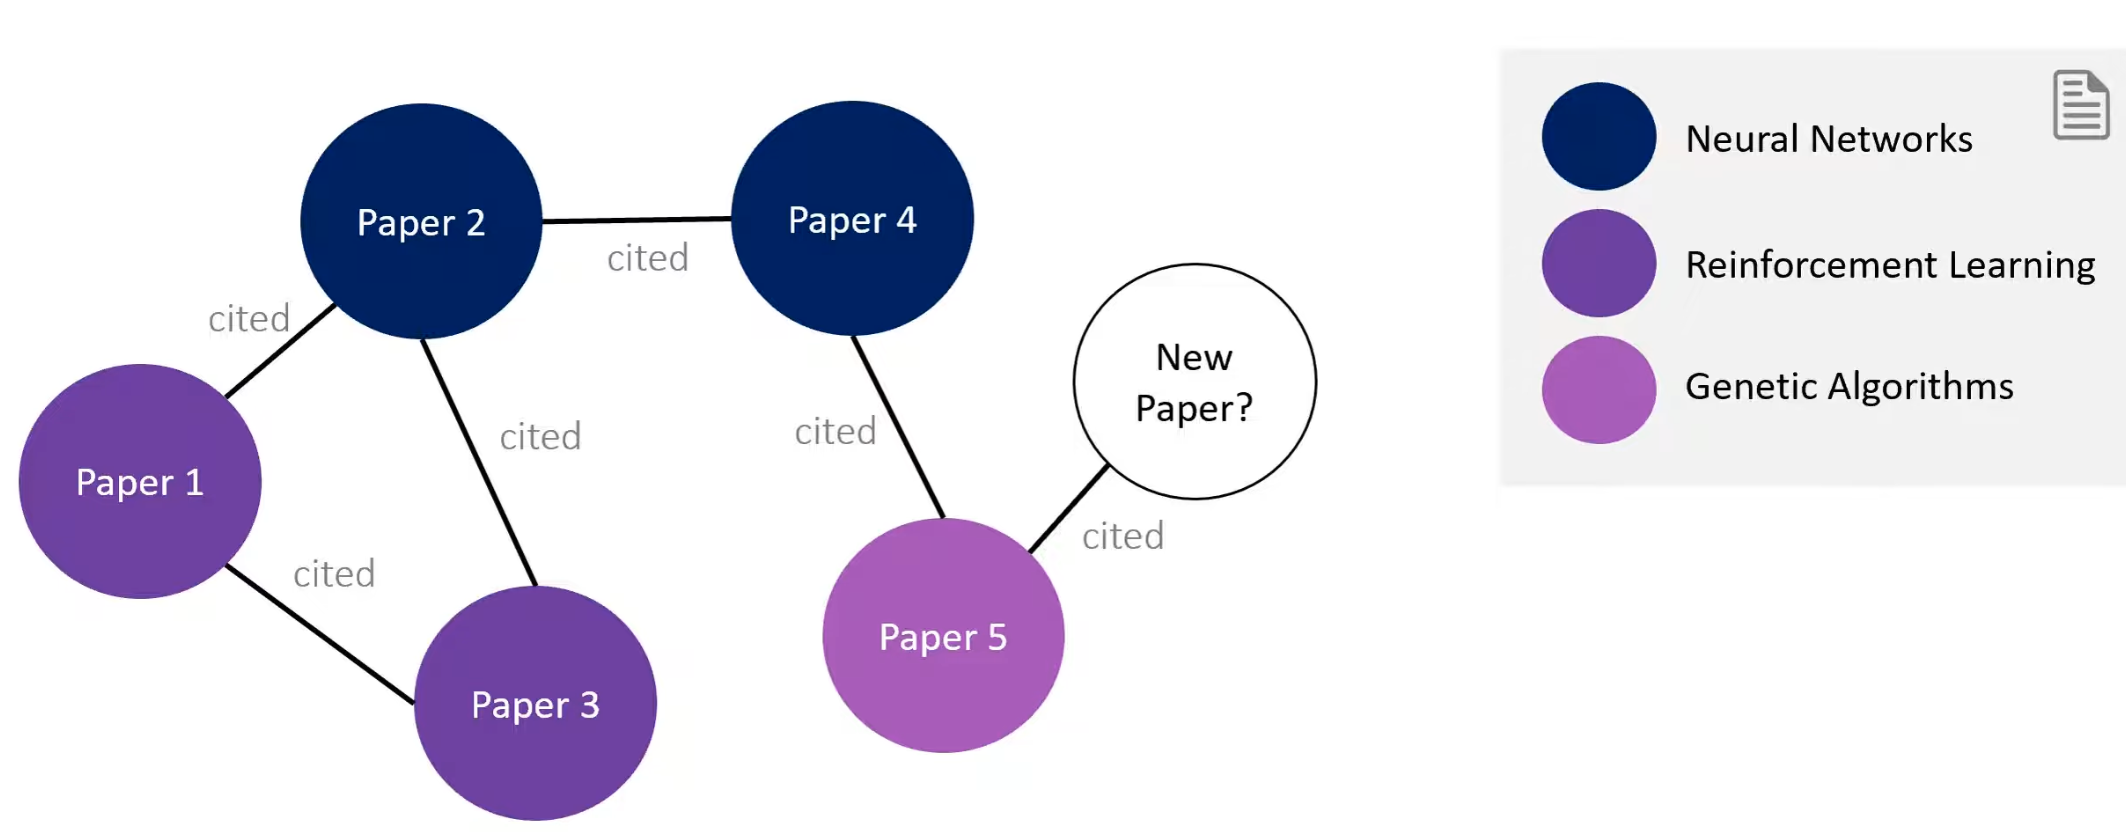 Paper 2
Paper 4
cited
cited
New
Paper?
cited
cited
Paper 1
cited
cited
Paper 5
Paper 3
Neural Networks
Reinforcement Learning
Genetic Algorithms